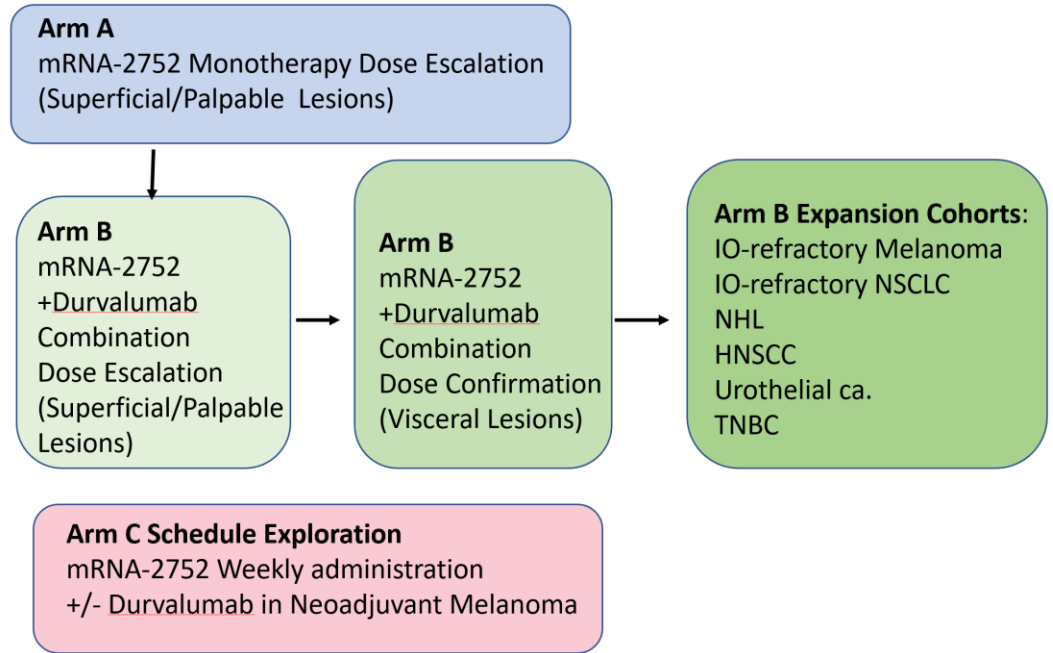 Arm A
mRNA-2752 Monotherapy Dose Escalation
(Superficial/Palpable Lesions)
Arm B
mRNA-2752
+Durvalumab
Combination
Dose Escalation
(Superficial/Palpable
Lesions)
Arm B
mRNA-2752
+Durvalumab
Combination
Dose Confirmation
(Visceral Lesions)
Arm B Expansion Cohorts:
IO-refractory Melanoma
IO-refractory NSCLC
NHL
HNSCC
Urothelial ca.
TNBC
Arm C Schedule Exploration
mRNA-2752 Weekly administration
+/- Durvalumab in Neoadjuvant Melanoma